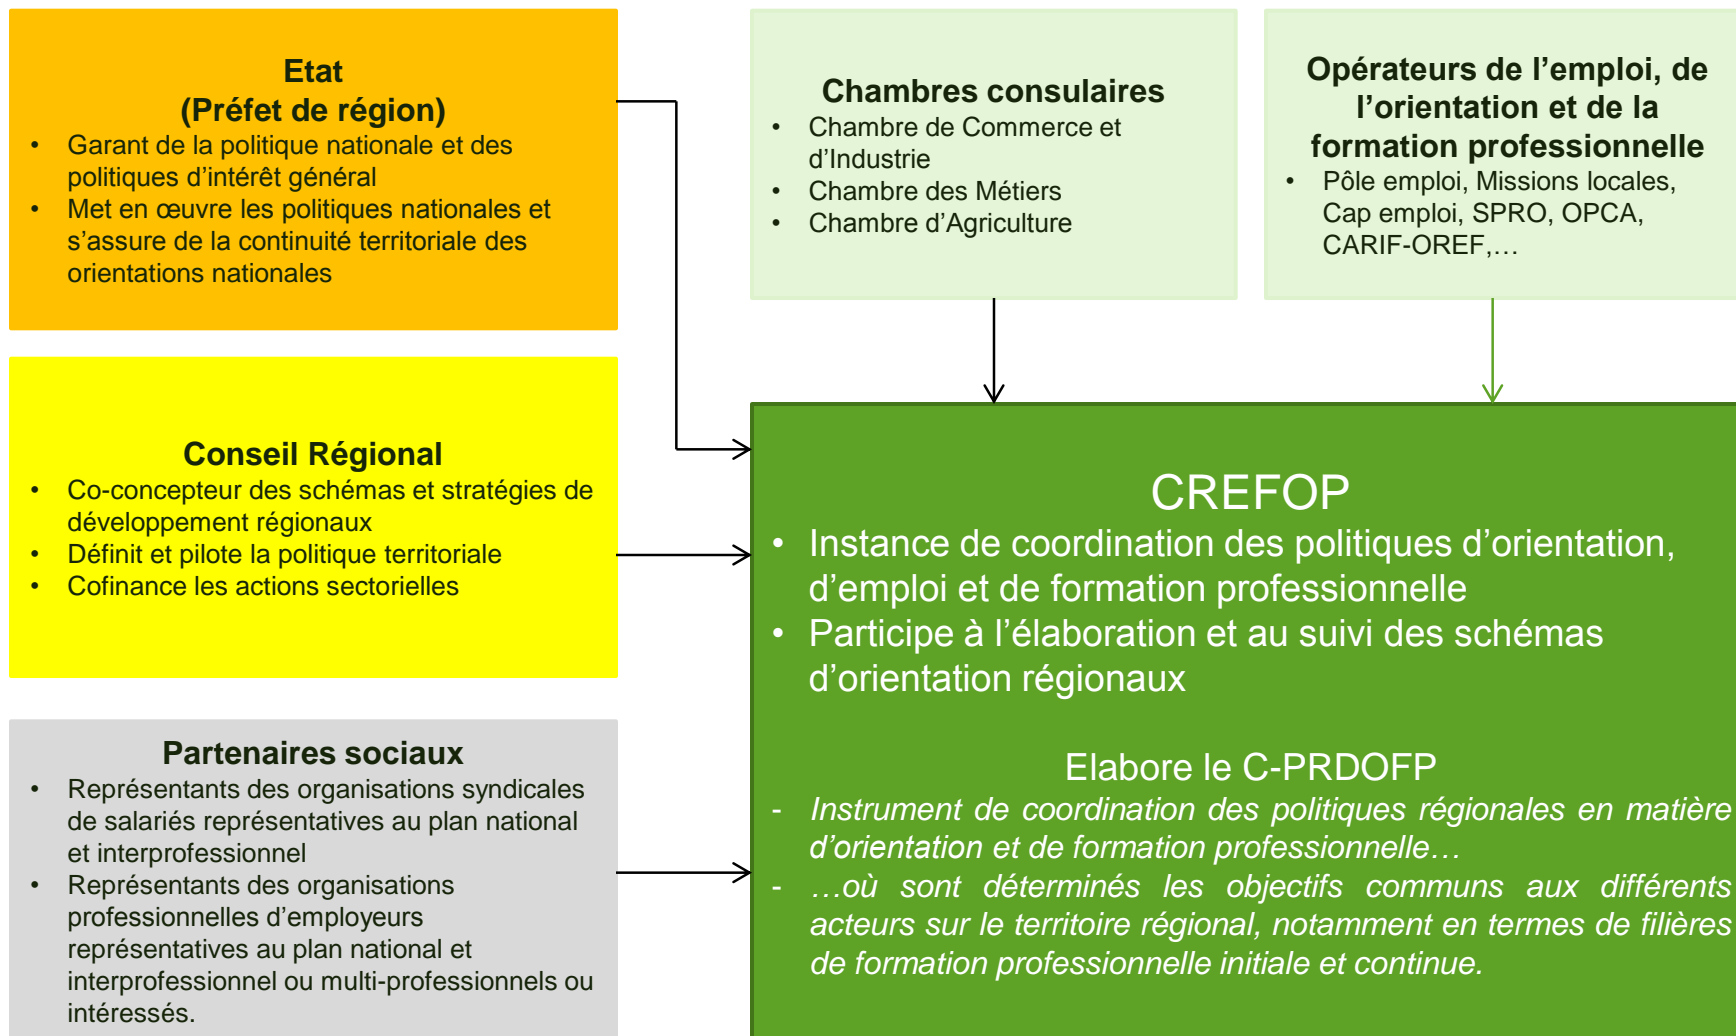 Etat
(Préfet de région)
• Garant de la politique nationale et des
politiques d’intérêt général
• Met en œuvre les politiques nationales et
s’assure de la continuité territoriale des
orientations nationales
Chambres consulaires
• Chambre de Commerce et
d’Industrie
• Chambre des Métiers
• Chambre d’Agriculture
Opérateurs de l’emploi, de
l’orientation et de la
formation professionnelle
• Pôle emploi, Missions locales,
Cap emploi, SPRO, OPCA,
CARIF-OREF,…
Conseil Régional
• Co-concepteur des schémas et stratégies de
développement régionaux
• Définit et pilote la politique territoriale
• Cofinance les actions sectorielles
Partenaires sociaux
• Représentants des organisations syndicales
de salariés représentatives au plan national
et interprofessionnel
• Représentants des organisations
professionnelles d’employeurs
représentatives au plan national et
interprofessionnel ou multi-professionnels ou
intéressés.
CREFOP
• Instance de coordination des politiques d’orientation,
d’emploi et de formation professionnelle
• Participe à l’élaboration et au suivi des schémas
d’orientation régionaux
Elabore le C-PRDOFP
- Instrument de coordination des politiques régionales en matière
d’orientation et de formation professionnelle…
- …où sont déterminés les objectifs communs aux différents
acteurs sur le territoire régional, notamment en termes de filières
de formation professionnelle initiale et continue.